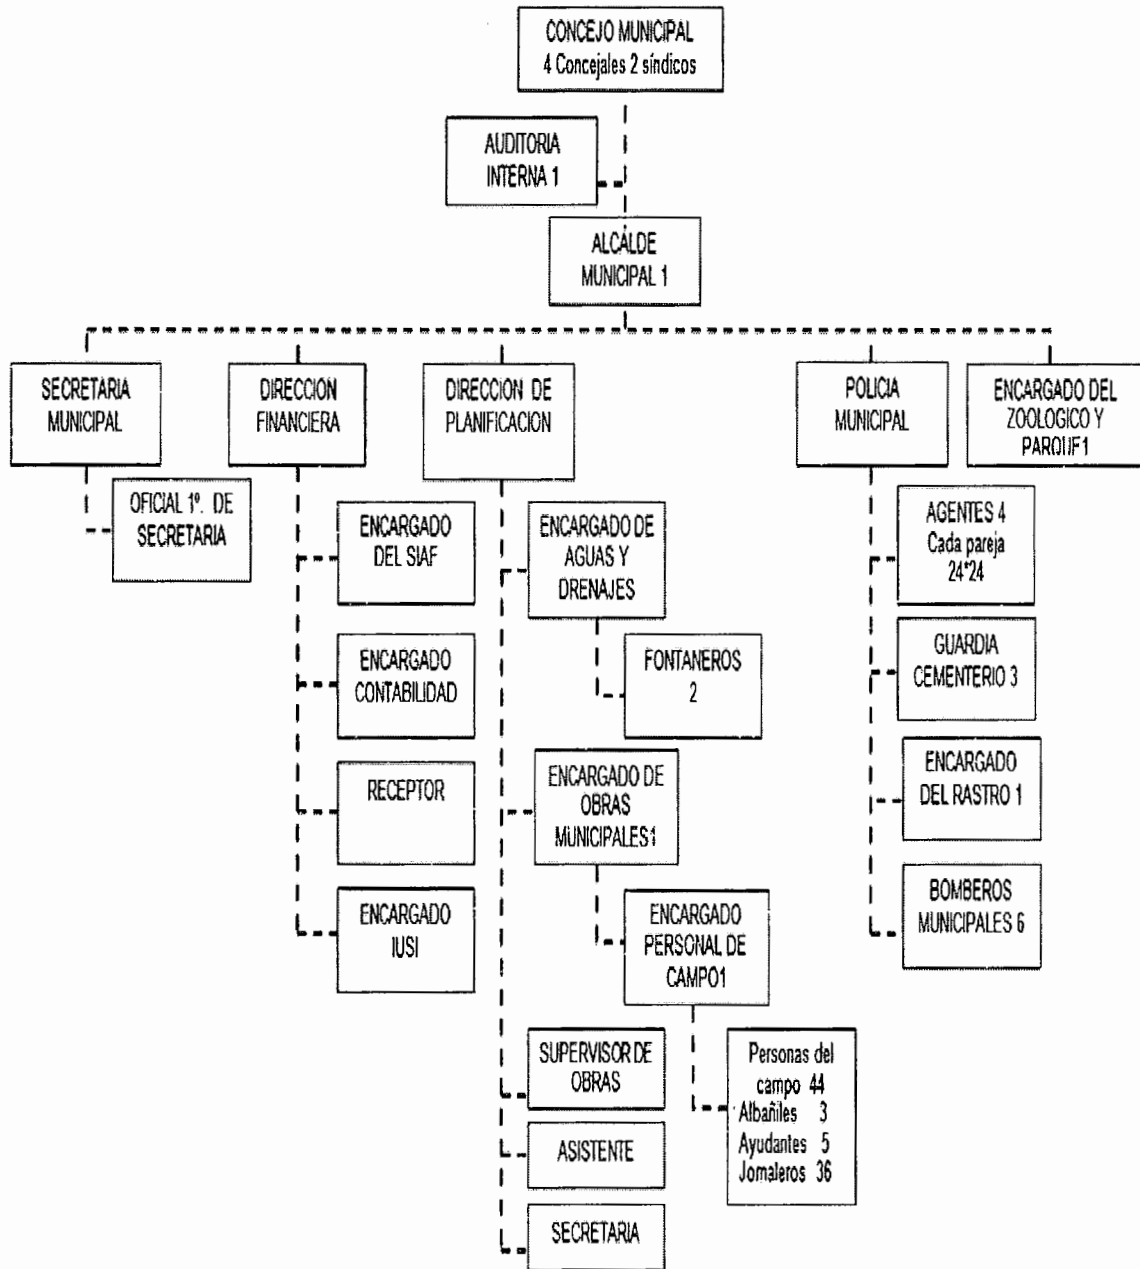 CONCEJO MUNICIPAL
4 Concejales 2 síndicos
AUDITORIA
INTERNA 1
ALCALDE
MUNICIPAL 1
SECRETARIA
MUNICIPAL
DIRECCION
FINANCIERA
DIRECCION DE
PLANIFICACION
POLICIA
MUNICIPAL
ENCARGADO DEL
ZOOLOGICO Y
PARQUE1
OFICIAL 1º. DE
SECRETARIA
ENCARGADO
DEL SIAF
ENCARGADO
CONTABILIDAD
RECEPTOR
ENCARGADO
IUSI
ENCARGADO DE
AGUAS Y
DRENAJES
FONTANEROS
2
ENCARGADO DE
OBRAS
MUNICIPALES1
ENCARGADO
PERSONAL DE
CAMPO1
Personas del
campo 44
Albañiles 3
Ayudantes 5
Jornaleros 36
SUPERVISOR DE
OBRAS
ASISTENTE
SECRETARIA
AGENTES 4
Cada pareja
24*24
GUARDIA
CEMENTERIO 3
ENCARGADO
DEL RASTRO 1
BOMBEROS
MUNICIPALES 6